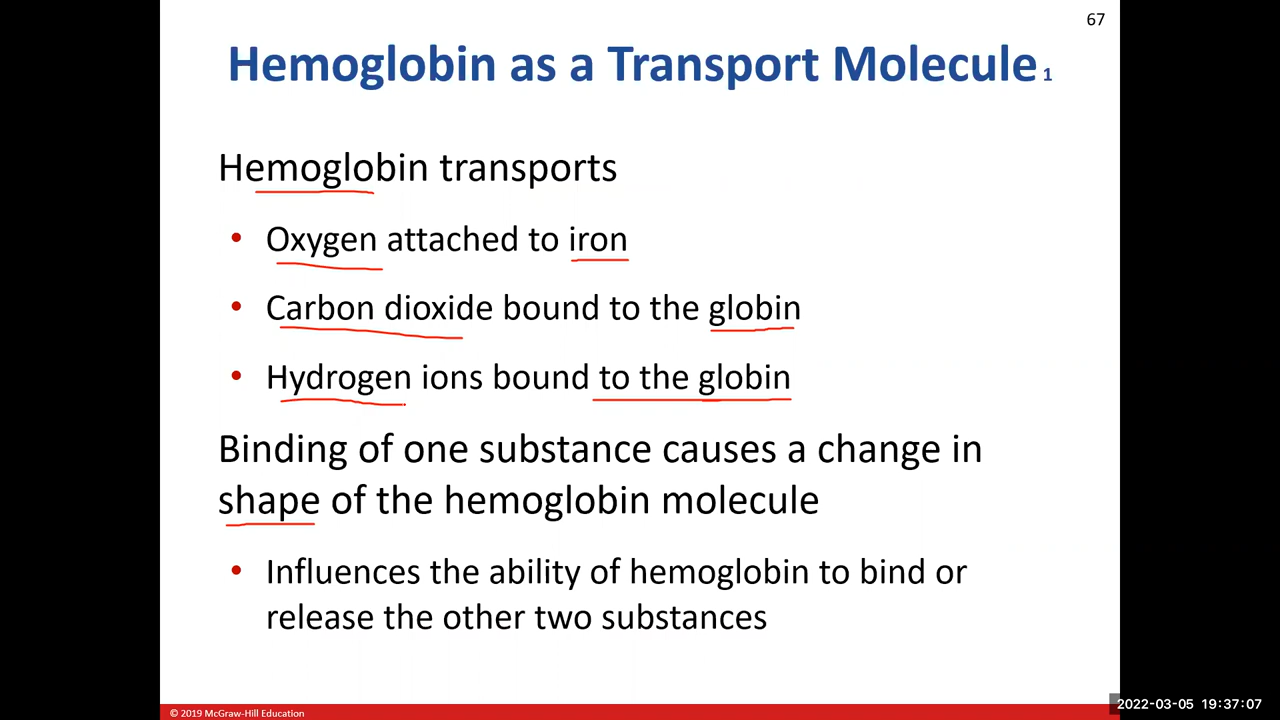 67
Hemoglobin as a Transport Molecule 1
Hemoglobin transports
• Oxygen attached to iron
• Carbon dioxide bound to the globin
• Hydrogen ions bound to the globin
Binding of one substance causes a change in
shape of the hemoglobin molecule
• Influences the ability of hemoglobin to bind or
release the other two substances
© 2019 McGraw-Hill Education
2022-03-05 19:37:07